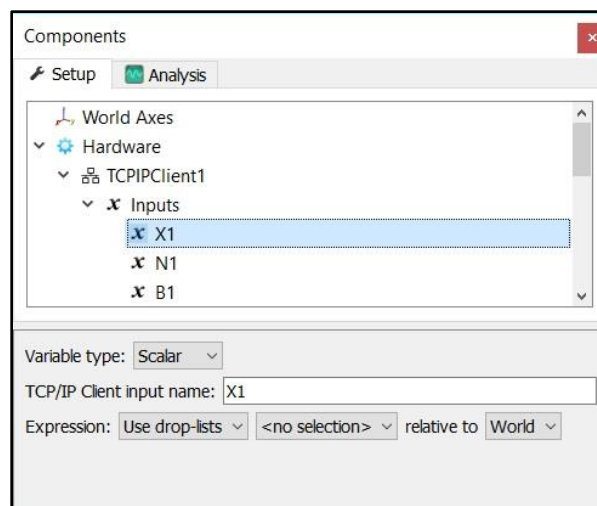 Components
Setup Analysis
World Axes
Hardware
TCPIPClient1
x Inputs
x X1
x N1
x B1
Variable type: Scalar
TCP/IP Client input name: X1
Expression: Use drop-lists <no selection> relative to World